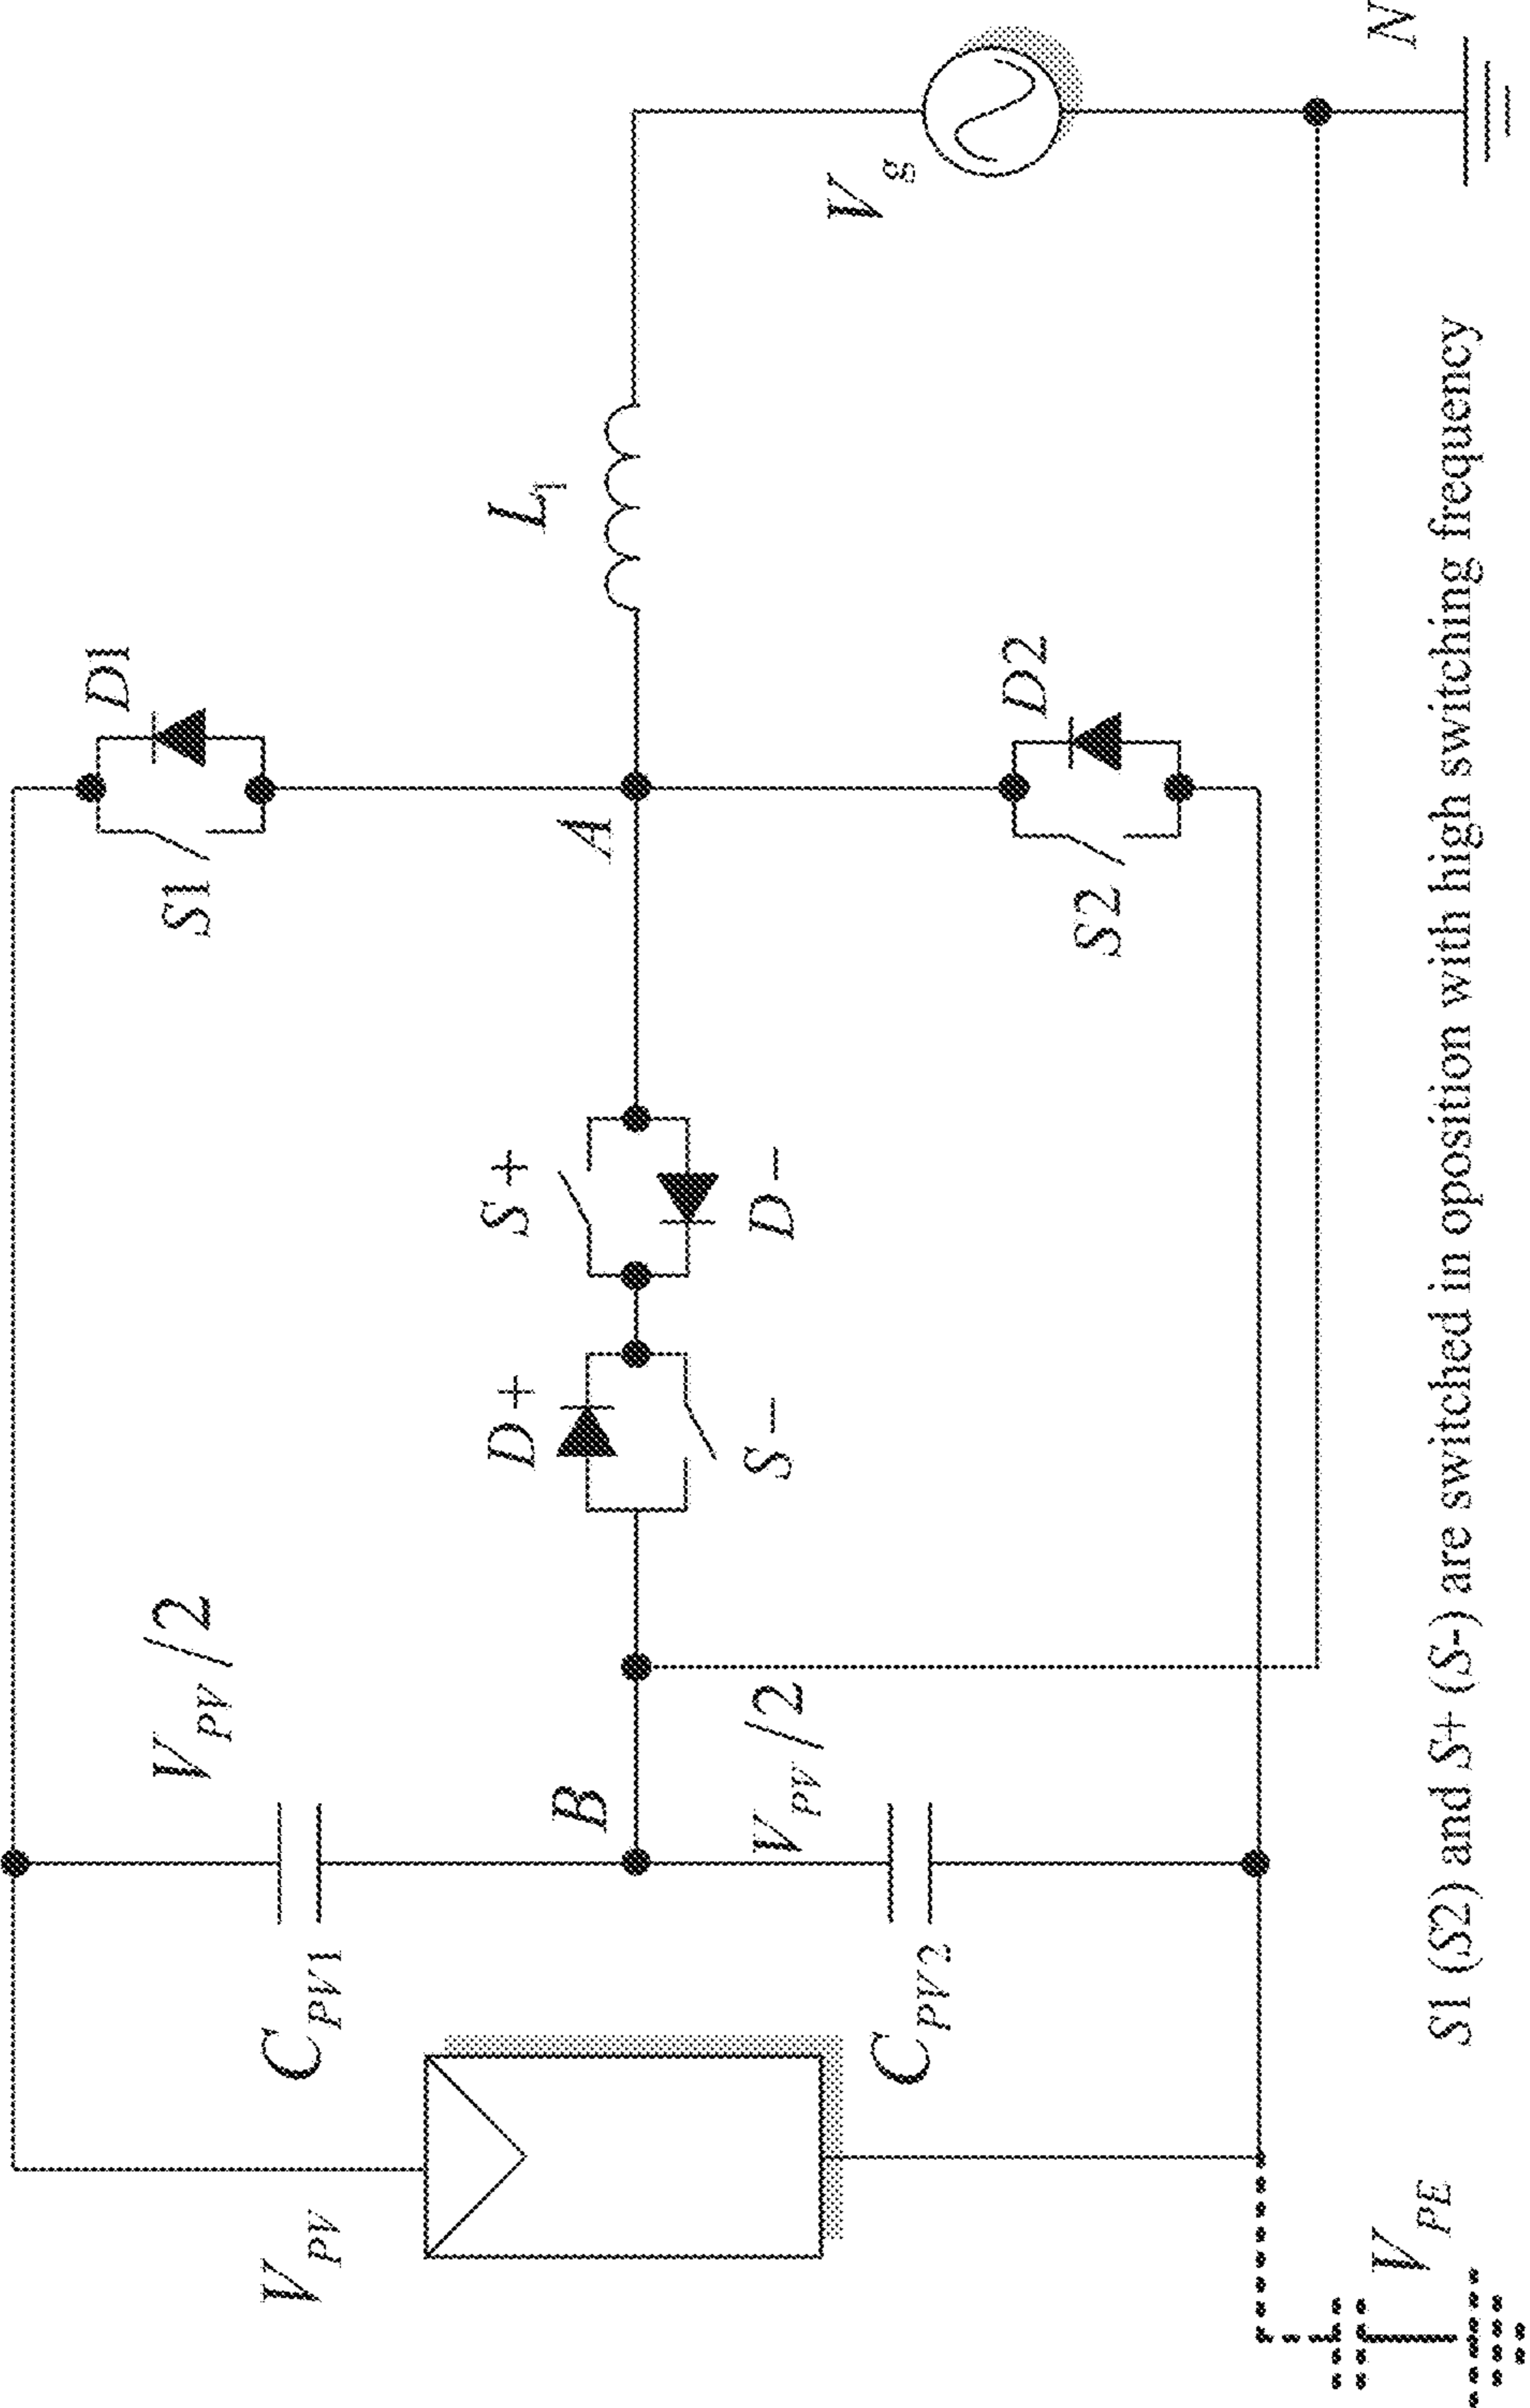 V_PV
C_PV1
V_PV/2
C_PV2
V_PV/2
B
D+
S-
S+
D-
A
S1
D1
S2
D2
L_1
V_g
N
V_PE
S1 (S2) and S+ (S-) are switched in oposition with high switching frequency